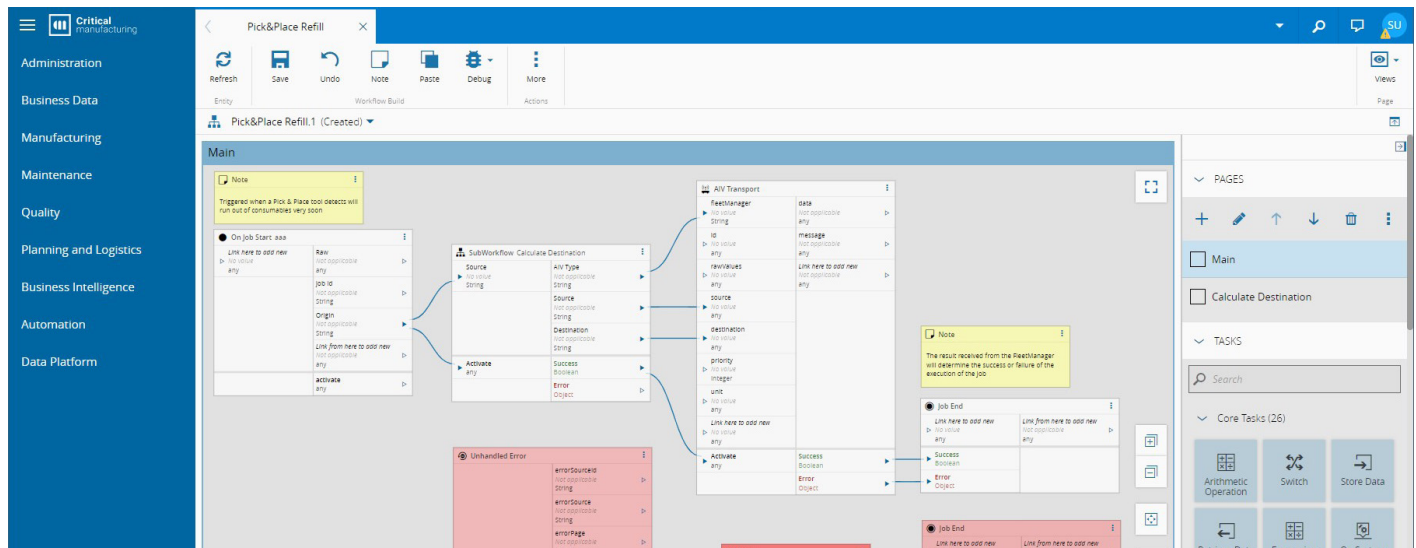 Critical
manufacturing
Pick&Place Refill
SU
Administration
Business Data
Manufacturing
Maintenance
Quality
Planning and Logistics
Business Intelligence
Automation
Data Platform
Refresh
Save
Undo
Note
Paste
Debug
More
Views
Entity
Workflow Build
Actions
Page
Pick&Place Refill.1 (Created)
Main
Note
Triggered when a Pick & Place tool detects will
run out of consumables very soon
On Job Start aaa
Link here to add new
No value
any
Raw
Not applicable
any
Job Id
Not applicable
String
Origin
Not applicable
String
Link from here to add new
Not applicable
any
activate
any
SubWorkflow Calculate Destination
Source
No value
String
AIV Type
Not applicable
String
Source
Not applicable
String
Destination
Not applicable
String
Activate
any
Success
Boolean
Error
Object
AIV Transport
fleetManager
No value
String
id
No value
any
rawValues
No value
any
source
No value
any
destination
No value
any
priority
No value
Integer
unit
No value
any
Link here to add new
No value
any
data
Not applicable
any
message
Not applicable
any
Link from here to add new
Not applicable
any
Activate
any
Success
Boolean
Error
Object
Note
The result received from the FleetManager
will determine the success or failure of the
execution of the job
Job End
Link here to add new
No value
any
Link from here to add new
Not applicable
any
Success
Boolean
Error
Object
Unhandled Error
errorSourceId
Not applicable
String
errorSource
Not applicable
String
errorPage
Not applicable
Job End
Link here to add new
Link from here to add new
PAGES
Main
Calculate Destination
TASKS
Search
Core Tasks (26)
Arithmetic
Operation
Switch
Store Data